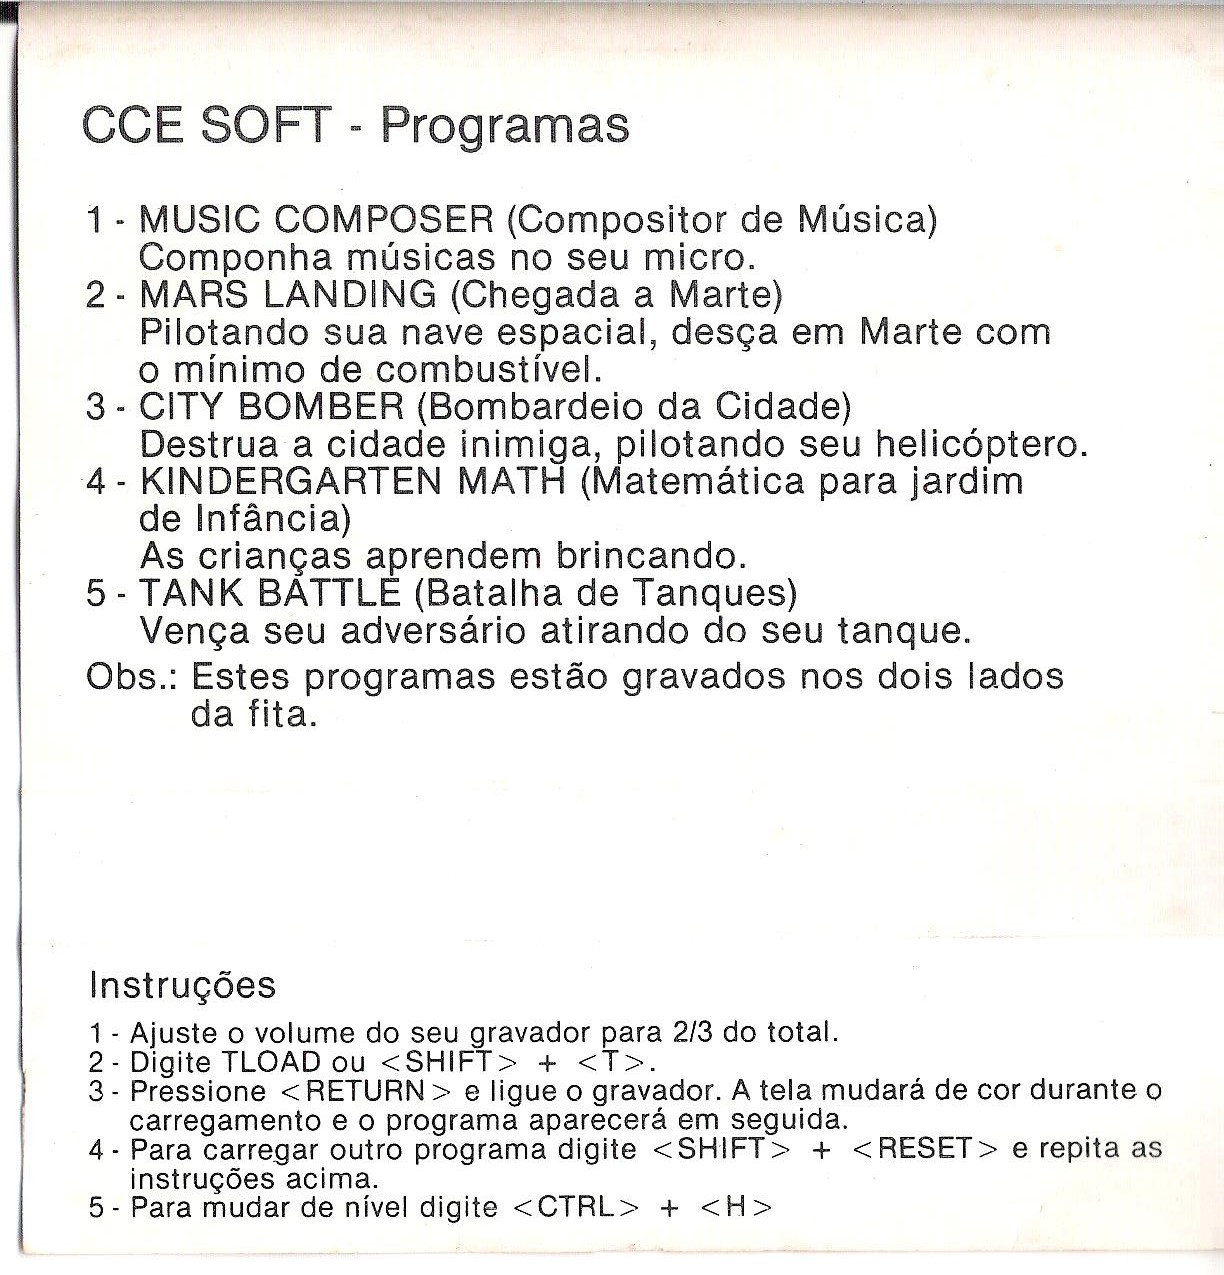 CCE SOFT - Programas
1 - MUSIC COMPOSER (Compositor de Música)
Componha músicas no seu micro.
2 - MARS LANDING (Chegada a Marte)
Pilotando sua nave espacial, desça em Marte com
o mínimo de combustível.
3 - CITY BOMBER (Bombardeio da Cidade)
Destrua a cidade inimiga, pilotando seu helicóptero.
4 - KINDERGARTEN MATH (Matemática para jardim
de Infância)
As crianças aprendem brincando.
5 - TANK BATTLE (Batalha de Tanques)
Vença seu adversário atirando do seu tanque.
Obs.: Estes programas estão gravados nos dois lados
da fita.
Instruções
1 - Ajuste o volume do seu gravador para 2/3 do total.
2 - Digite TLOAD ou <SHIFT> + <T>.
3 - Pressione <RETURN> e ligue o gravador. A tela mudará de cor durante o
carregamento e o programa aparecerá em seguida.
4 - Para carregar outro programa digite <SHIFT> + <RESET> e repita as
instruções acima.
5 - Para mudar de nível digite <CTRL> + <H>